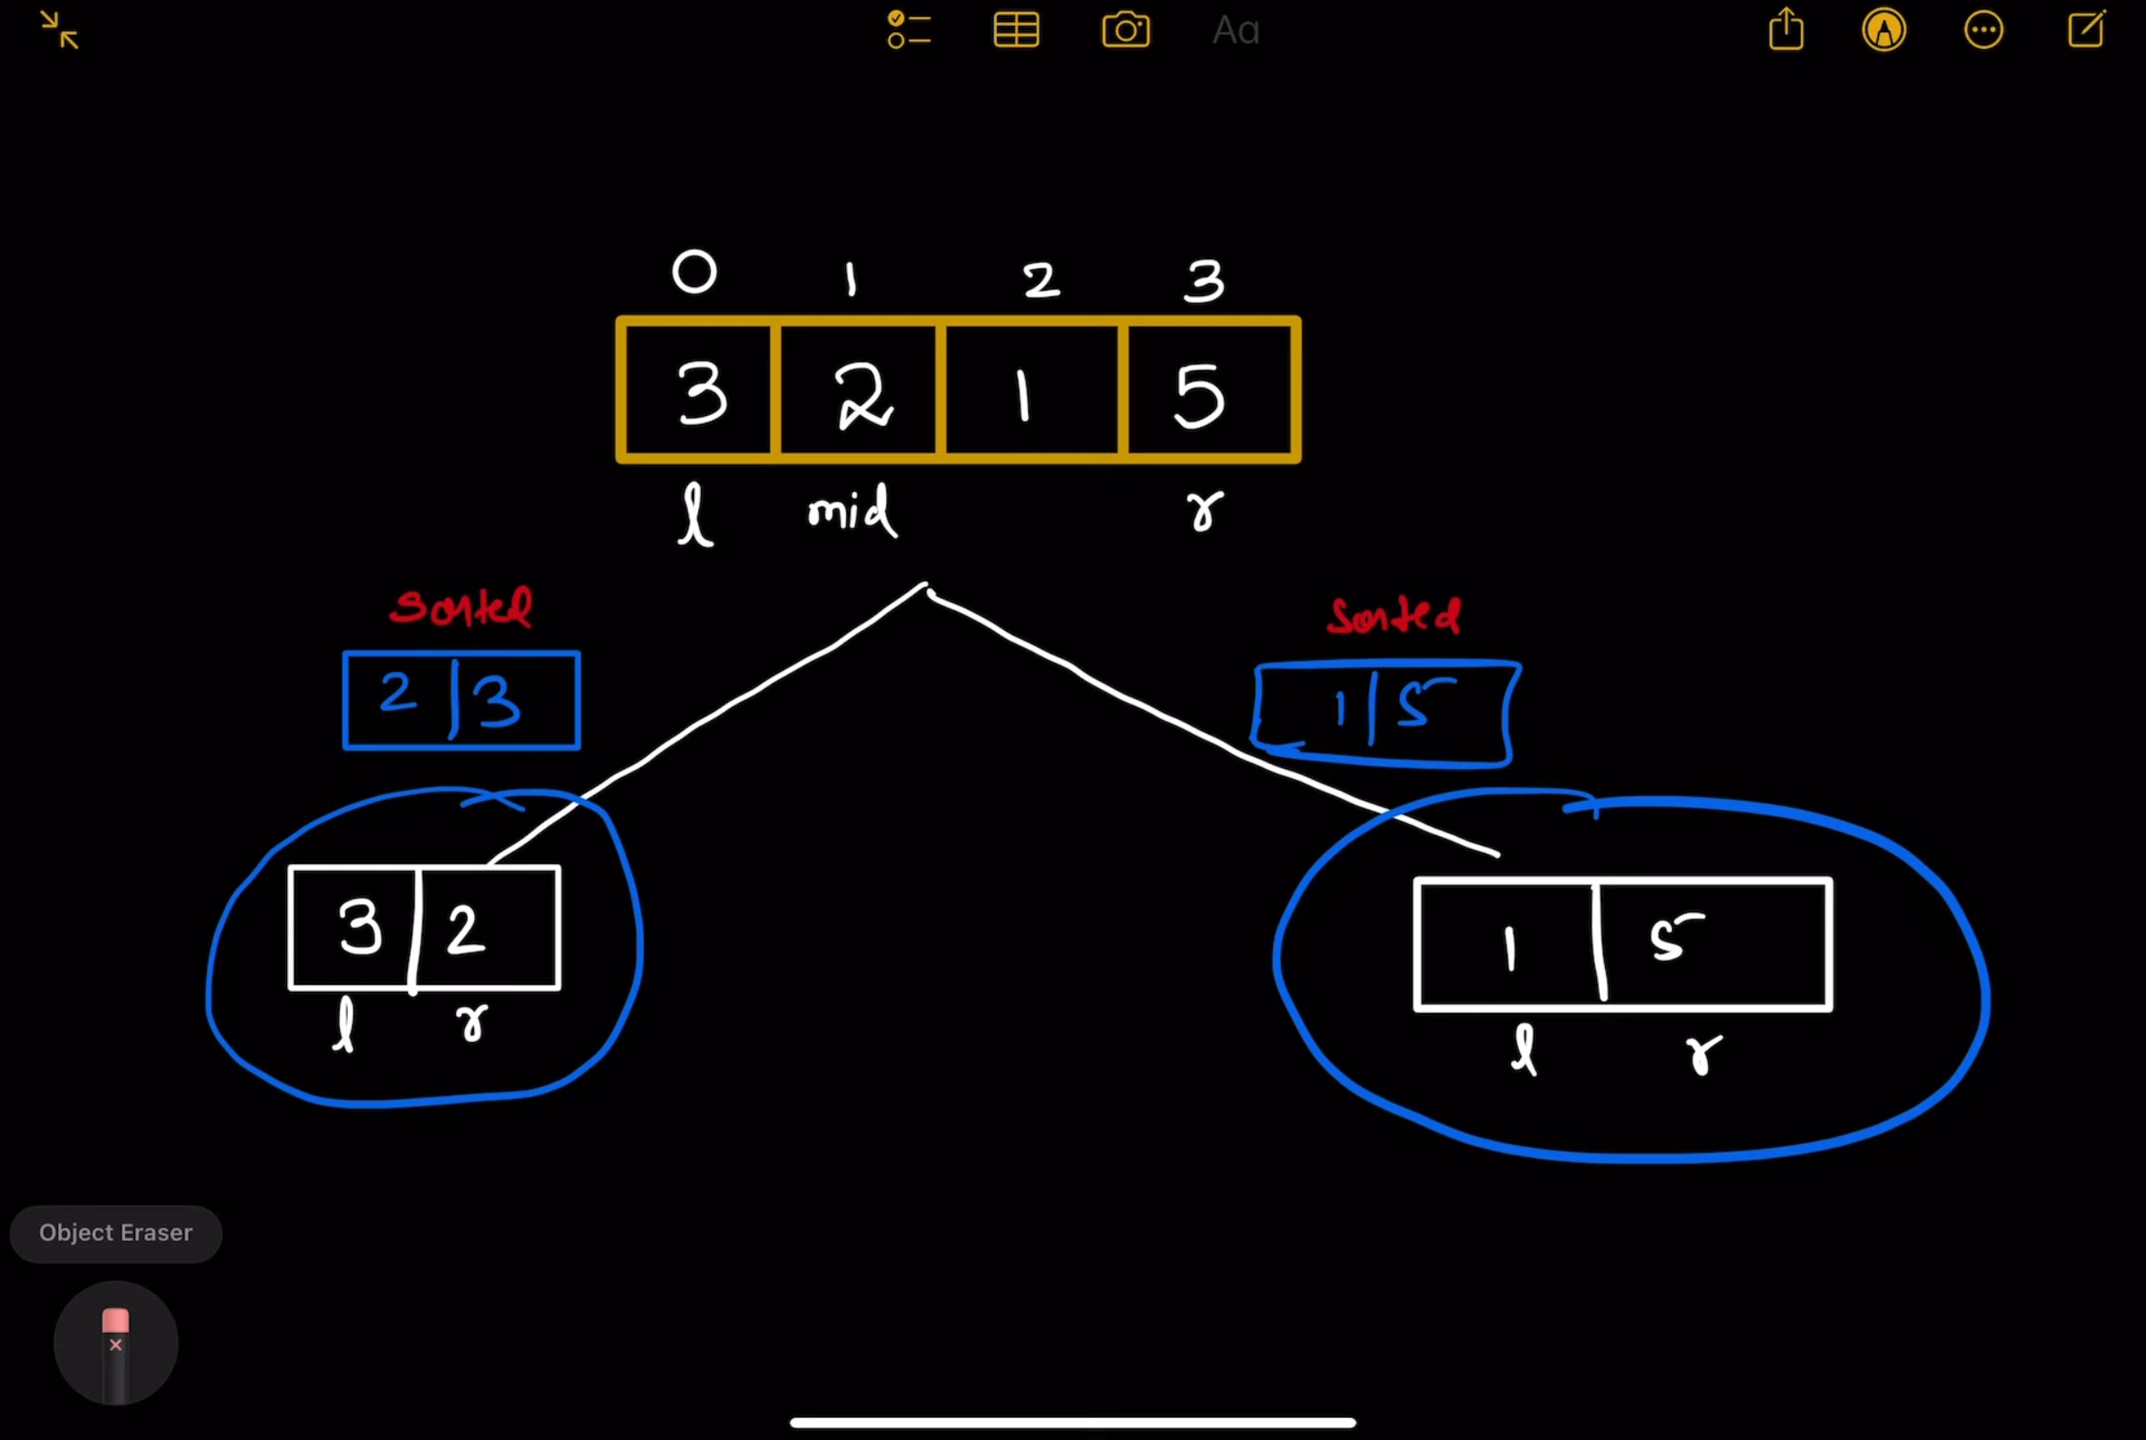 Aa
0 1 2 3
3 2 1 5
l mid r
Sorted
Sorted
2 3
1 5
3 2
1 5
l r
l r
Object Eraser